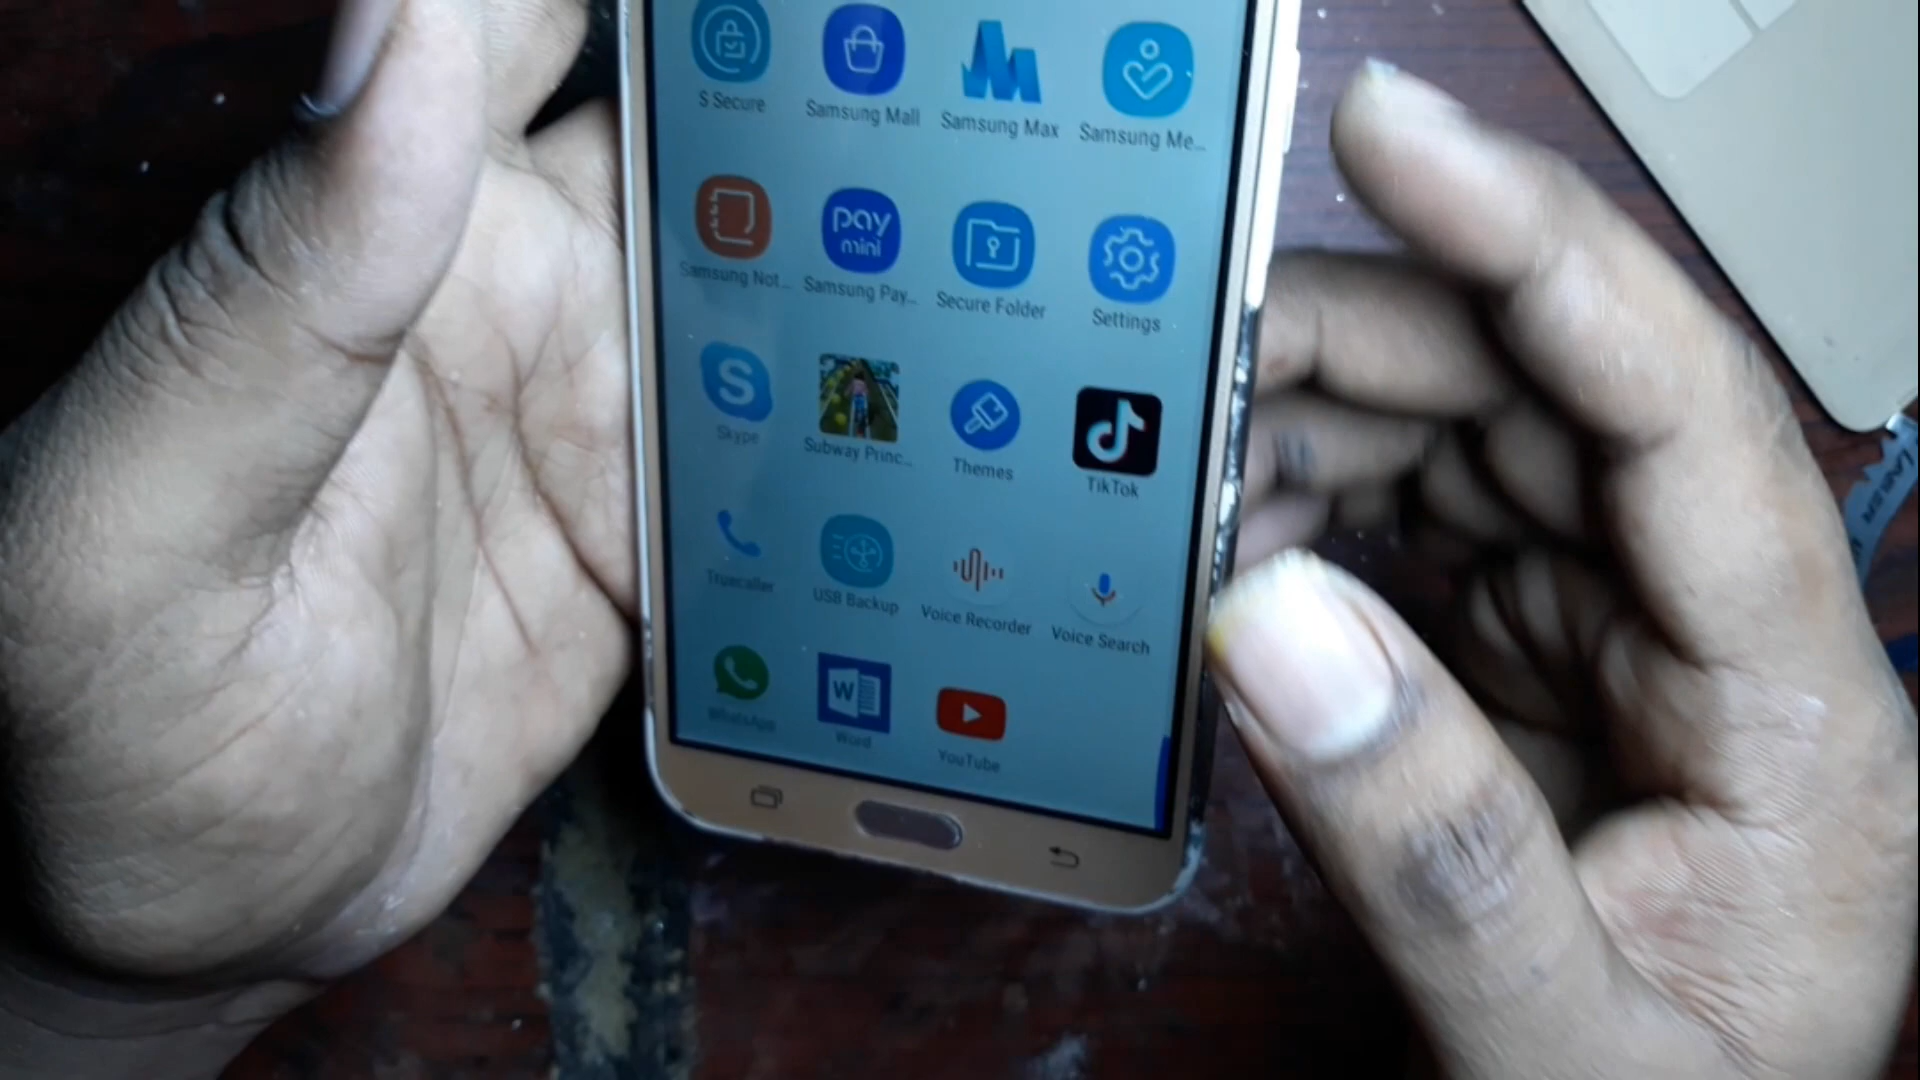 S Secure
Samsung Mall
Samsung Max
Samsung Me...
Samsung Not...
pay
mini
Samsung Pay...
Secure Folder
Settings
S
Skype
Subway Princ...
Themes
TikTok
Truecaller
USB Backup
Voice Recorder
Voice Search
WhatsApp
W
Word
YouTube